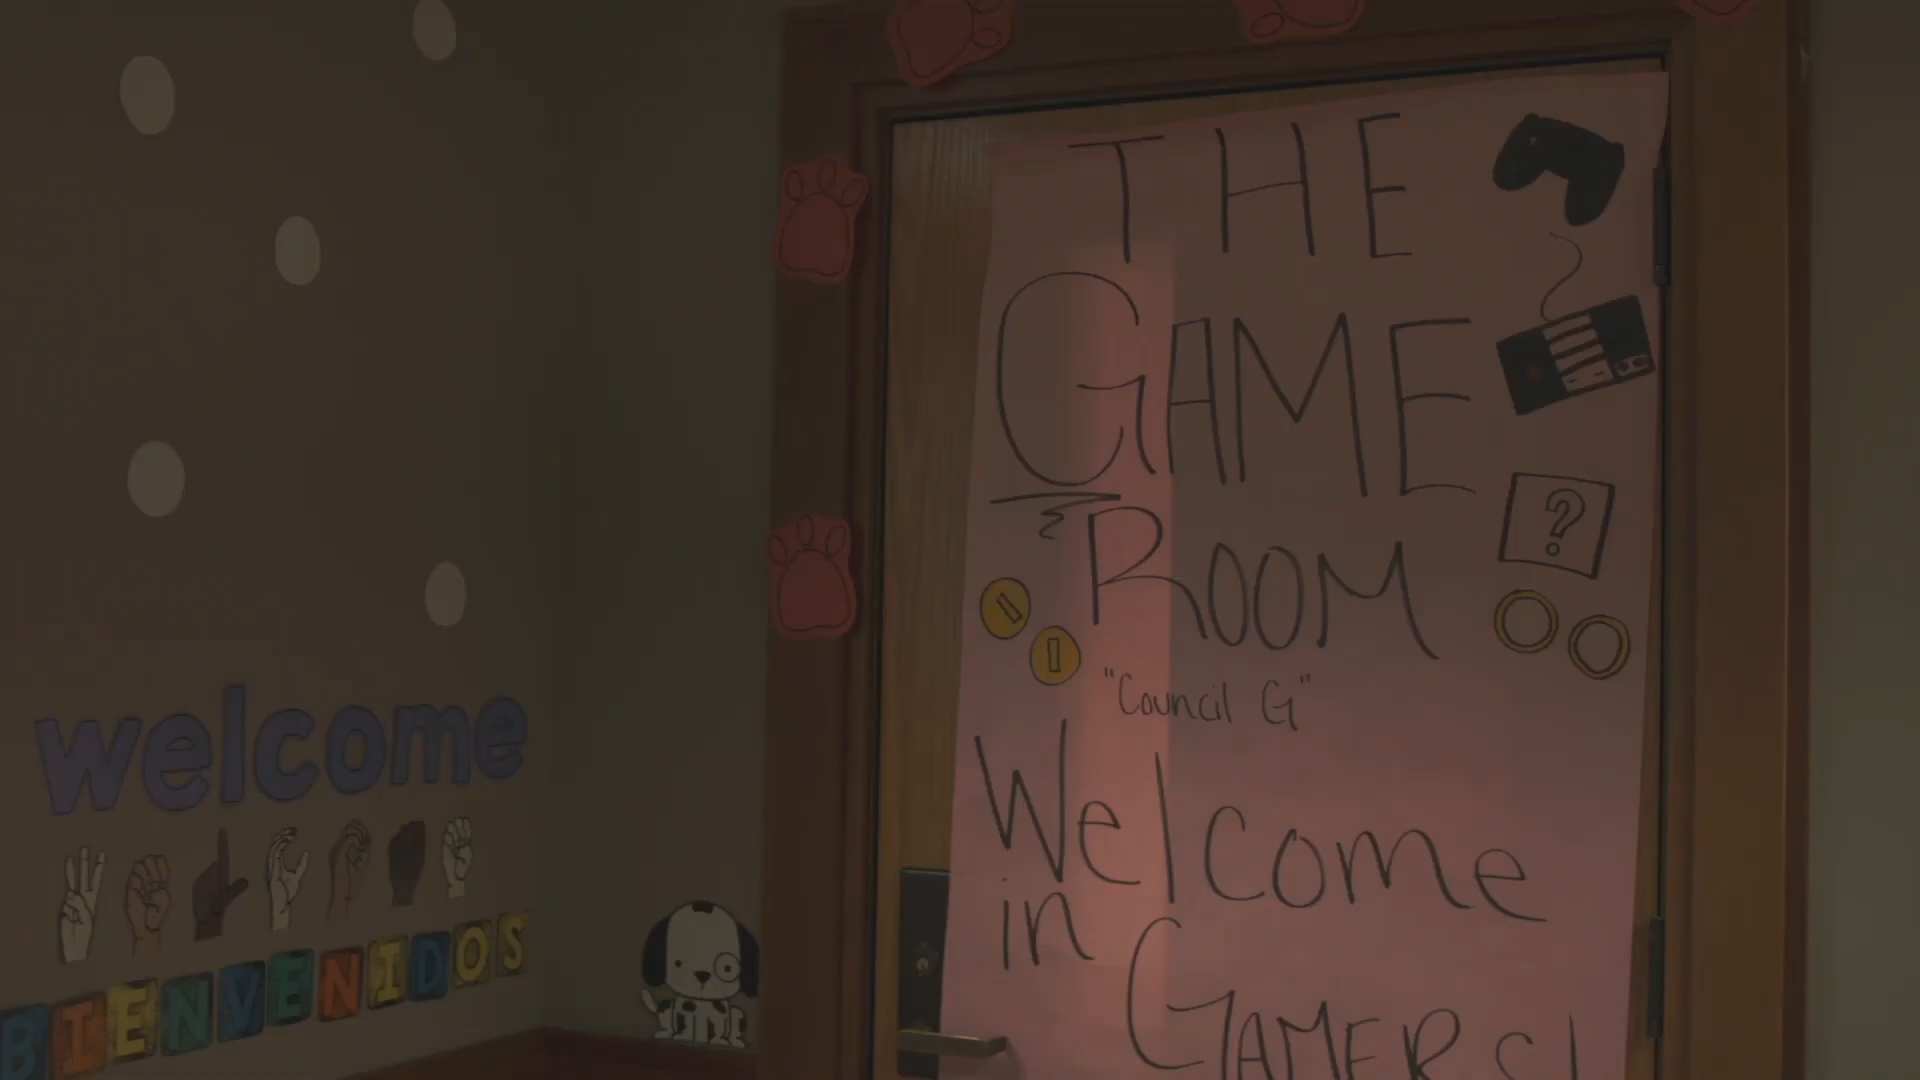 welcome
BIENVENIDOS
THE
GAME
ROOM
"Council G"
Welcome
in
GAMERS!
?